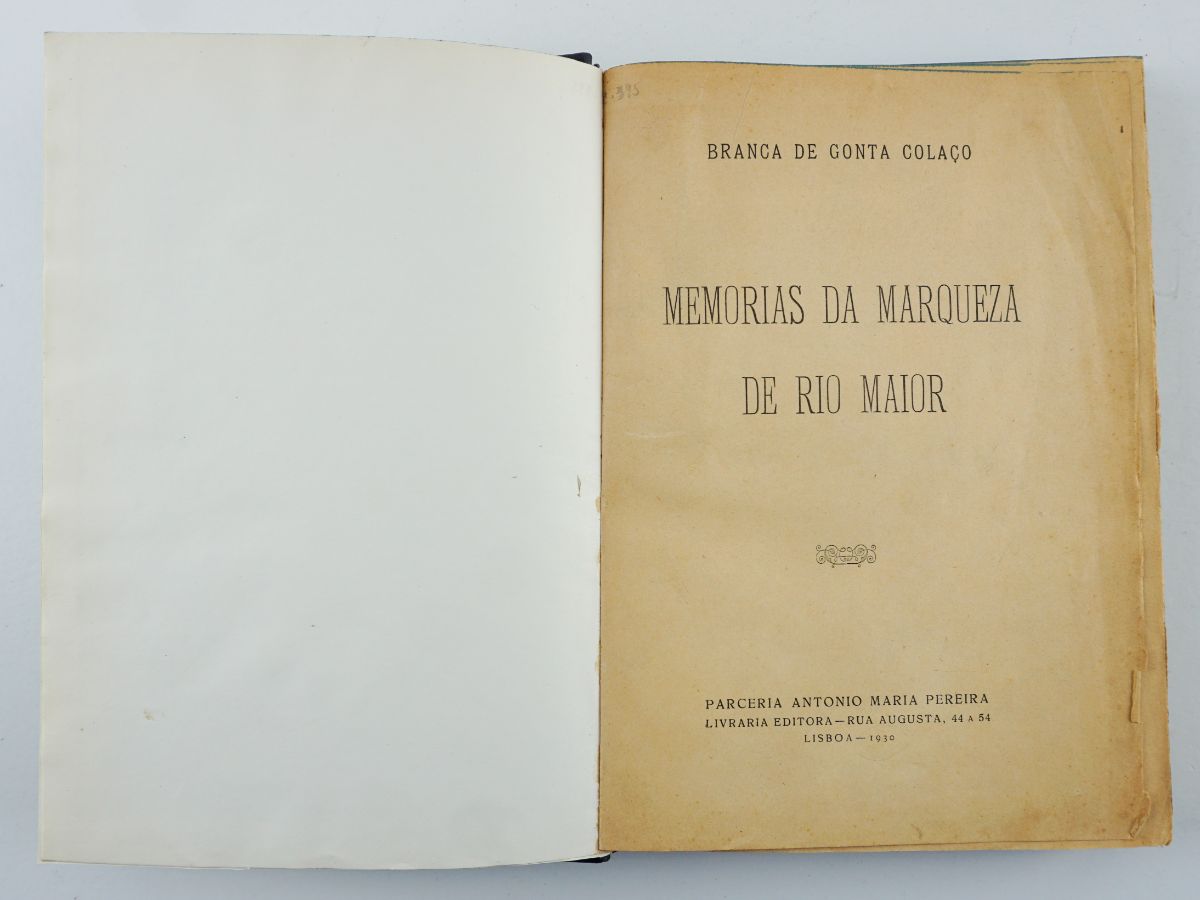 BRANCA DE GONTA COLAÇO
MEMORIAS DA MARQUEZA
DE RIO MAIOR
PARCERIA ANTONIO MARIA PEREIRA
LIVRARIA EDITORA—RUA AUGUSTA, 44 A 54
LISBOA—1930